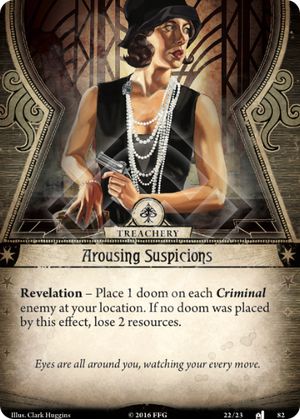 TREACHERY
Arousing Suspicions
Revelation – Place 1 doom on each Criminal
enemy at your location. If no doom was placed
by this effect, lose 2 resources.
Eyes are all around you, watching your every move.
Illus. Clark Huggins © 2016 FFG 22/23 82